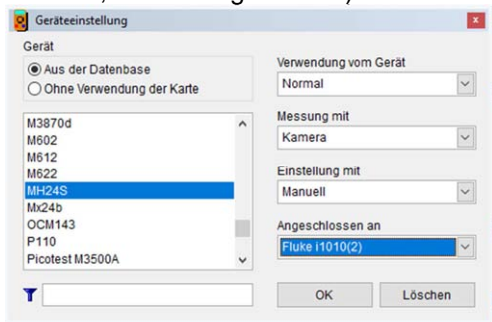 Geräteeinstellung
Gerät
Aus der Datenbase
Ohne Verwendung der Karte
M3870d
M602
M612
M622
MH24S
Mx24b
OCM143
P110
Picotest M3500A
Verwendung vom Gerät
Normal
Messung mit
Kamera
Einstellung mit
Manuell
Angeschlossen an
Fluke i1010(2)
OK
Löschen